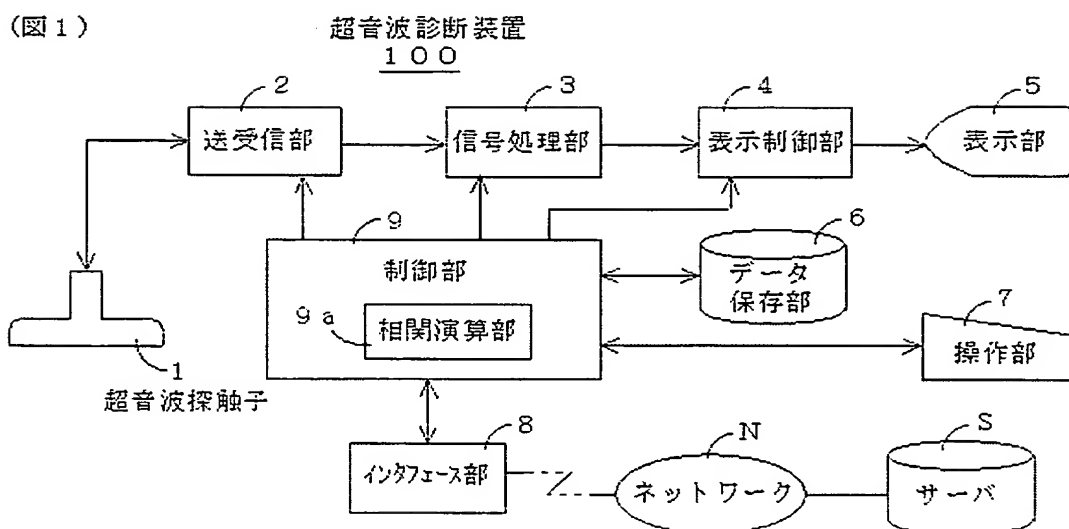 (図1)
超音波診断装置
100
2
送受信部
3
信号処理部
4
表示制御部
5
表示部
9
制御部
9a
相関演算部
6
データ
保存部
7
操作部
1
超音波探触子
8
インタフェース部
N
ネットワーク
S
サーバ